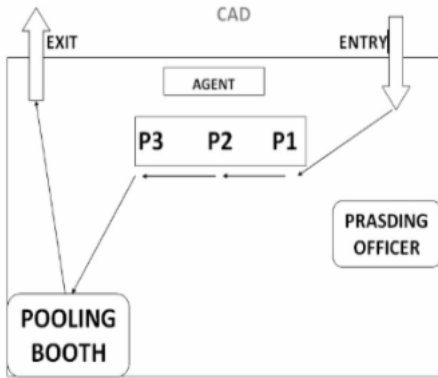 CAD
EXIT
ENTRY
AGENT
P3 P2 P1
PRASDING
OFFICER
POOLING
BOOTH